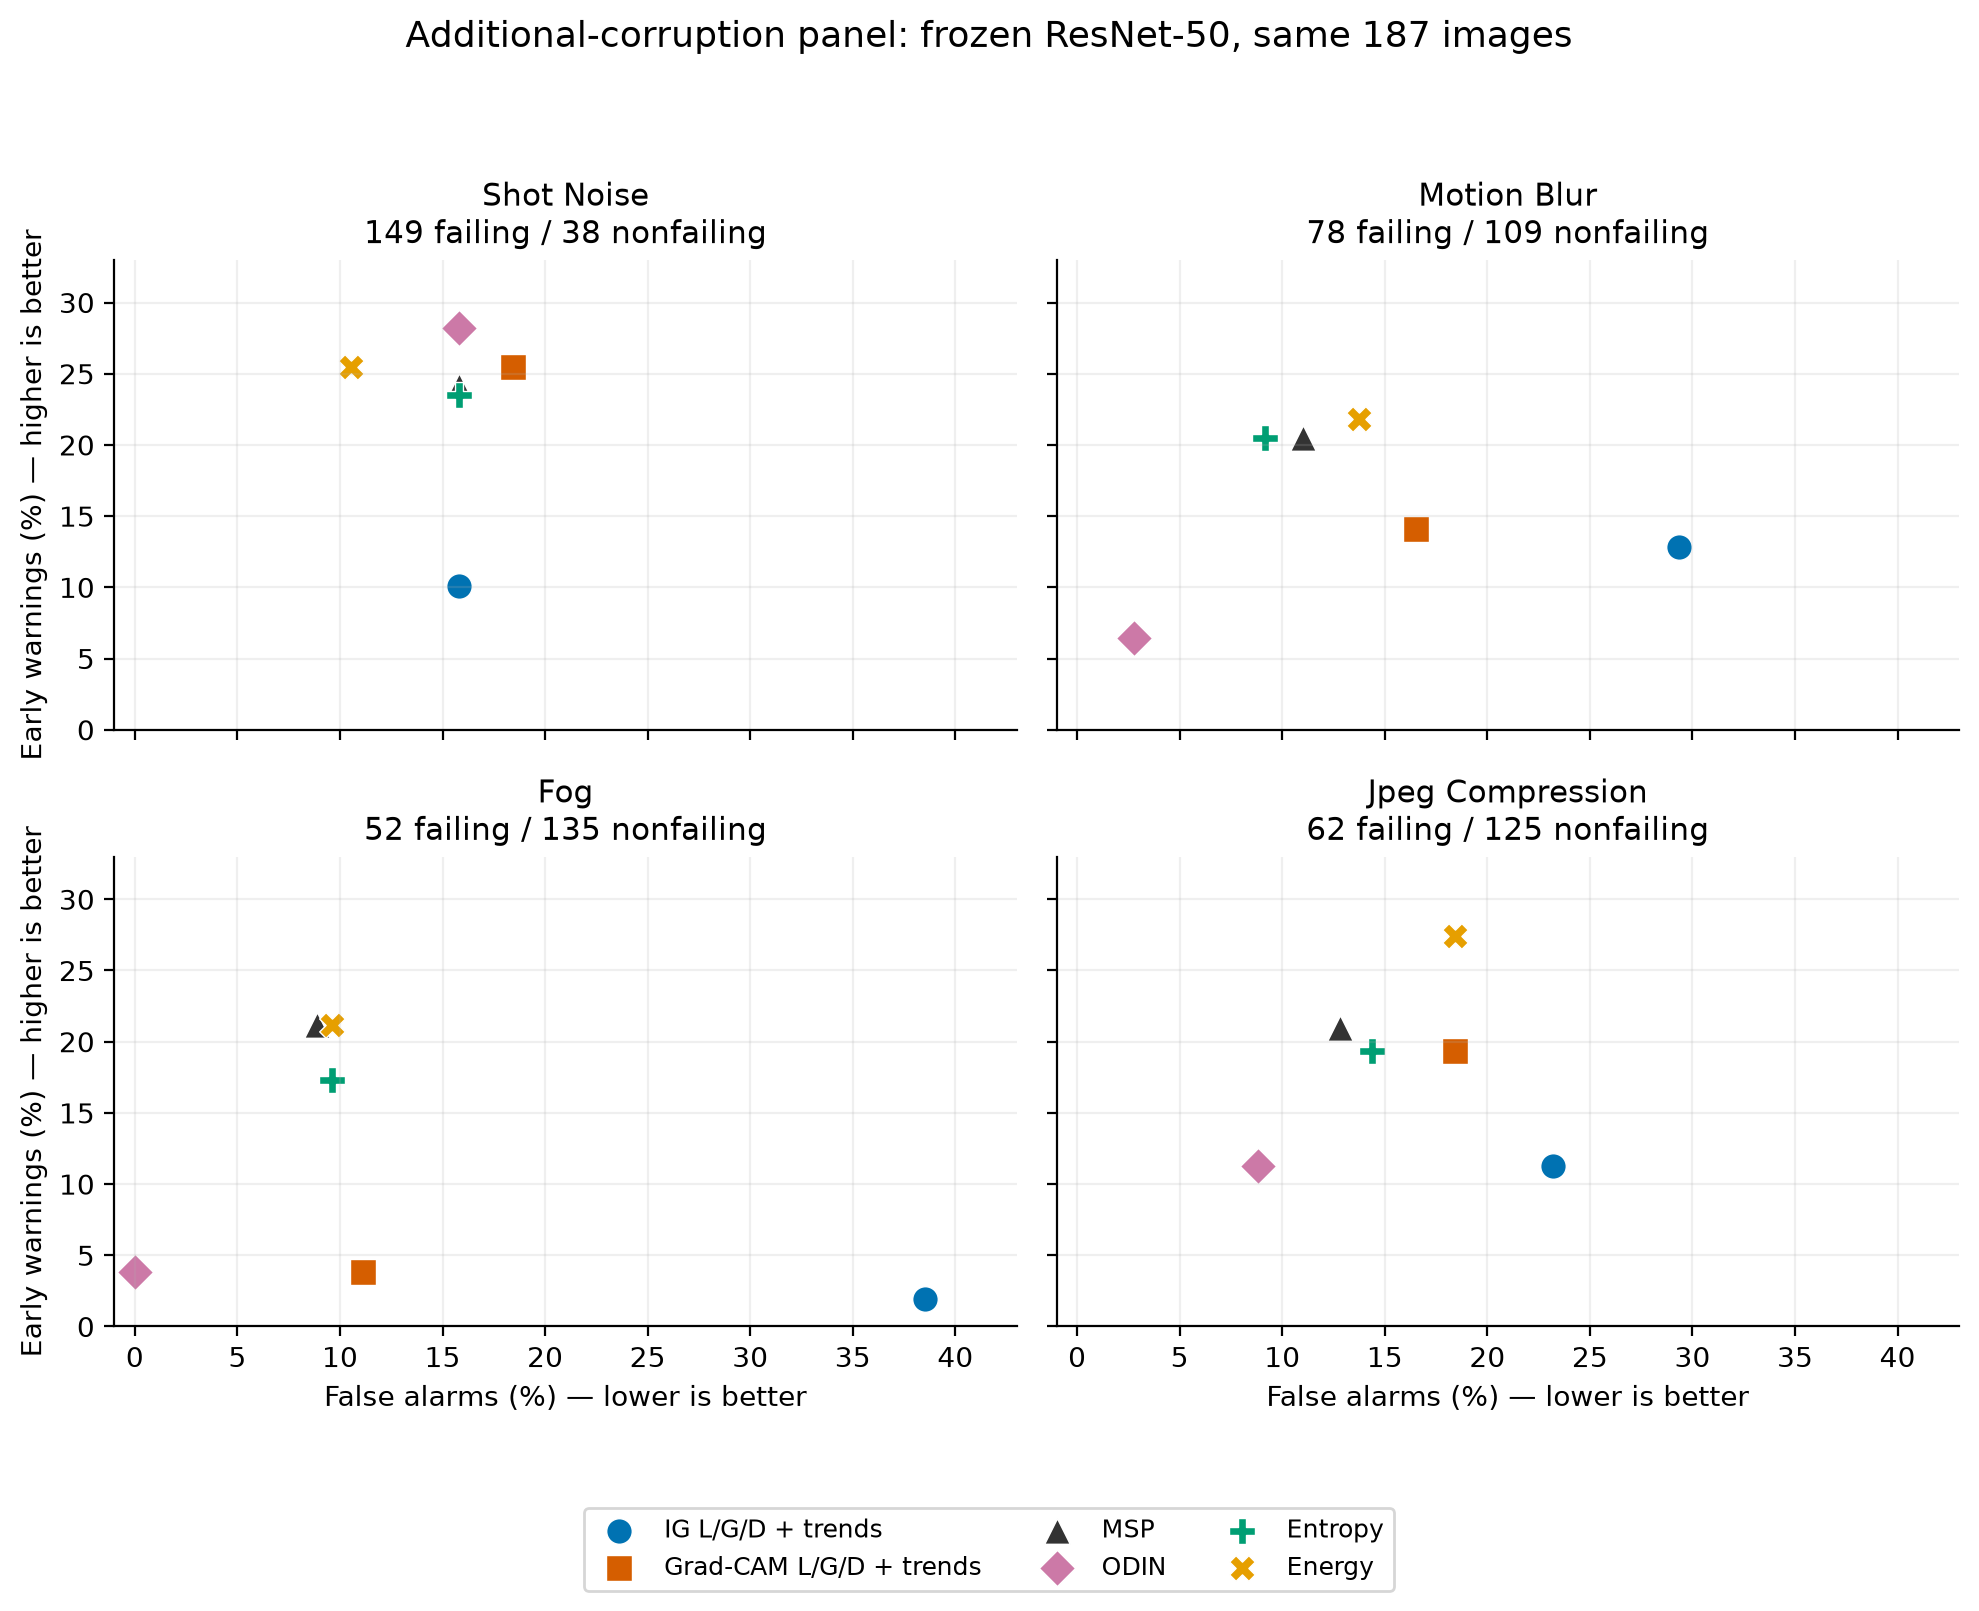 Additional-corruption panel: frozen ResNet-50, same 187 images
Shot Noise
149 failing / 38 nonfailing
Early warnings (%) — higher is better
30
25
20
15
10
5
0
Motion Blur
78 failing / 109 nonfailing
Fog
52 failing / 135 nonfailing
Early warnings (%) — higher is better
30
25
20
15
10
5
0
0 5 10 15 20 25 30 35 40
False alarms (%) — lower is better
Jpeg Compression
62 failing / 125 nonfailing
0 5 10 15 20 25 30 35 40
False alarms (%) — lower is better
IG L/G/D + trends
Grad-CAM L/G/D + trends
MSP
ODIN
Entropy
Energy